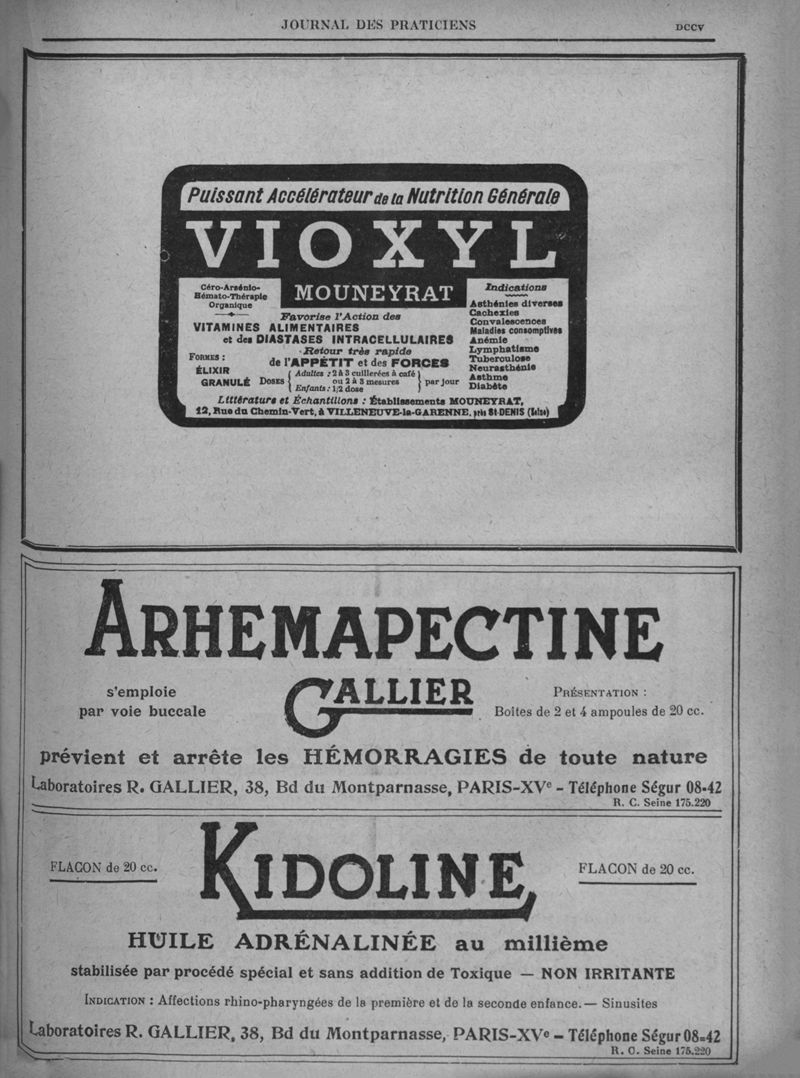 JOURNAL DES PRATICIENS DCCV
Puissant Accélérateur de la Nutrition Générale
VIOXYL
MOUNEYRAT
Céro-Arsénio-
Hémato-Thérapie
Organique
Favorise l'Action des
VITAMINES ALIMENTAIRES
et des DIASTASES INTRACELLULAIRES
Retour très rapide
de l'APPÉTIT et des FORCES
FORMES :
ÉLIXIR
GRANULÉ
DOSES
Adultes : 2 à 3 cuillerées à café
ou 2 à 3 mesures
Enfants : 1/2 dose
par jour
Indications
Asthénies diverses
Cachexies
Convalescences
Maladies consomptives
Anémie
Lymphatisme
Tuberculose
Neurasthénie
Asthme
Diabète
Littérature et Échantillons : Établissements MOUNEYRAT,
12, Rue du Chemin-Vert, à VILLENEUVE-la-GARENNE, près St-DENIS (Seine)
ARHEMAPECTINE
GALLIER
s'emploie
par voie buccale
PRÉSENTATION :
Boites de 2 et 4 ampoules de 20 cc.
prévient et arrête les HÉMORRAGIES de toute nature
Laboratoires R. GALLIER, 38, Bd du Montparnasse, PARIS-XVe - Téléphone Ségur 08-42
R. C. Seine 175.220
FLACON de 20 cc.
KIDOLINE
FLACON de 20 cc.
HUILE ADRÉNALINÉE au millième
stabilisée par procédé spécial et sans addition de Toxique — NON IRRITANTE
INDICATION : Affections rhino-pharyngées de la première et de la seconde enfance. — Sinusites
Laboratoires R. GALLIER, 38, Bd du Montparnasse, PARIS-XVe - Téléphone Ségur 08-42
R. C. Seine 175.220